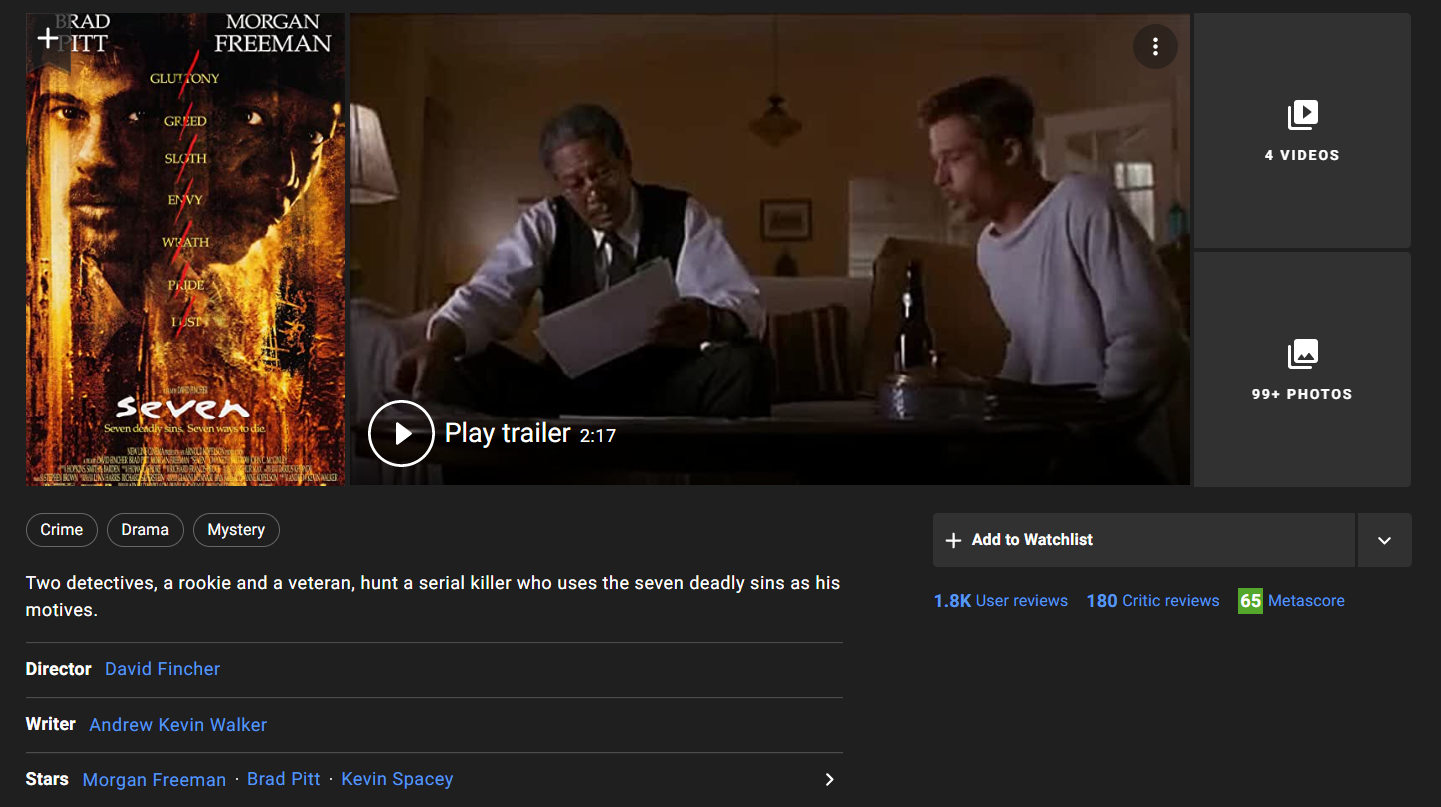 BRAD
PITT
MORGAN
FREEMAN
GLUTTONY
GREED
SLOTH
ENVY
WRATH
PRIDE
LUST
seven
Seven deadly sins. Seven ways to die.
Play trailer 2:17
4 VIDEOS
99+ PHOTOS
Crime
Drama
Mystery
Add to Watchlist
Two detectives, a rookie and a veteran, hunt a serial killer who uses the seven deadly sins as his
motives.
1.8K User reviews 180 Critic reviews 65 Metascore
Director David Fincher
Writer Andrew Kevin Walker
Stars Morgan Freeman · Brad Pitt · Kevin Spacey